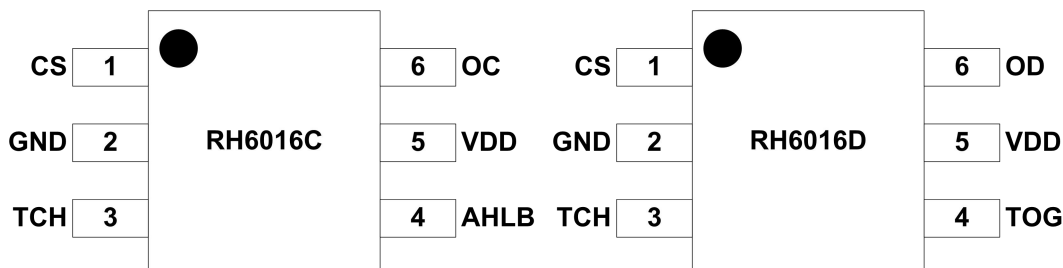 CS 1 6 OC CS 1 6 OD
GND 2 RH6016C 5 VDD GND 2 RH6016D 5 VDD
TCH 3 4 AHLB TCH 3 4 TOG